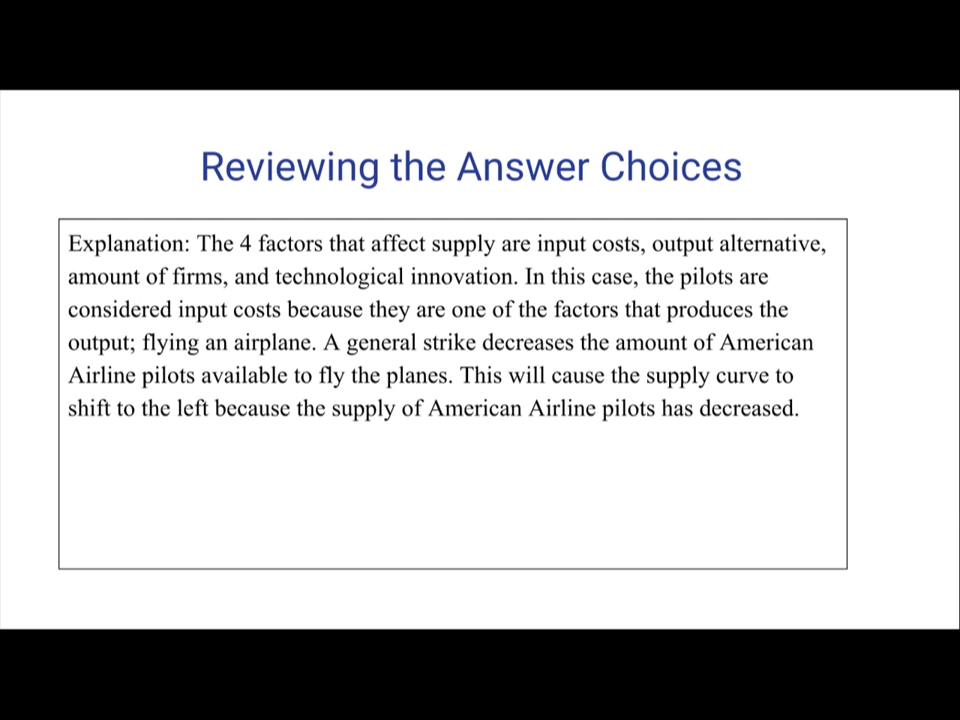 Reviewing the Answer Choices
Explanation: The 4 factors that affect supply are input costs, output alternative,
amount of firms, and technological innovation. In this case, the pilots are
considered input costs because they are one of the factors that produces the
output; flying an airplane. A general strike decreases the amount of American
Airline pilots available to fly the planes. This will cause the supply curve to
shift to the left because the supply of American Airline pilots has decreased.